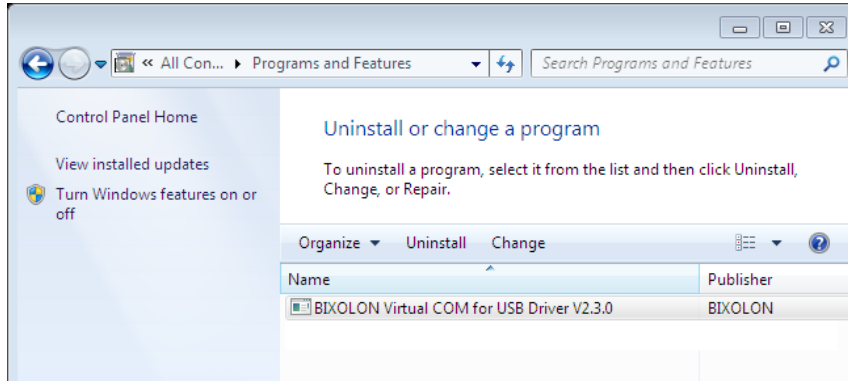 « All Con... ▸ Programs and Features
Search Programs and Features
Control Panel Home
View installed updates
Turn Windows features on or
off
Uninstall or change a program
To uninstall a program, select it from the list and then click Uninstall,
Change, or Repair.
Organize Uninstall Change
Name Publisher
BIXOLON Virtual COM for USB Driver V2.3.0 BIXOLON